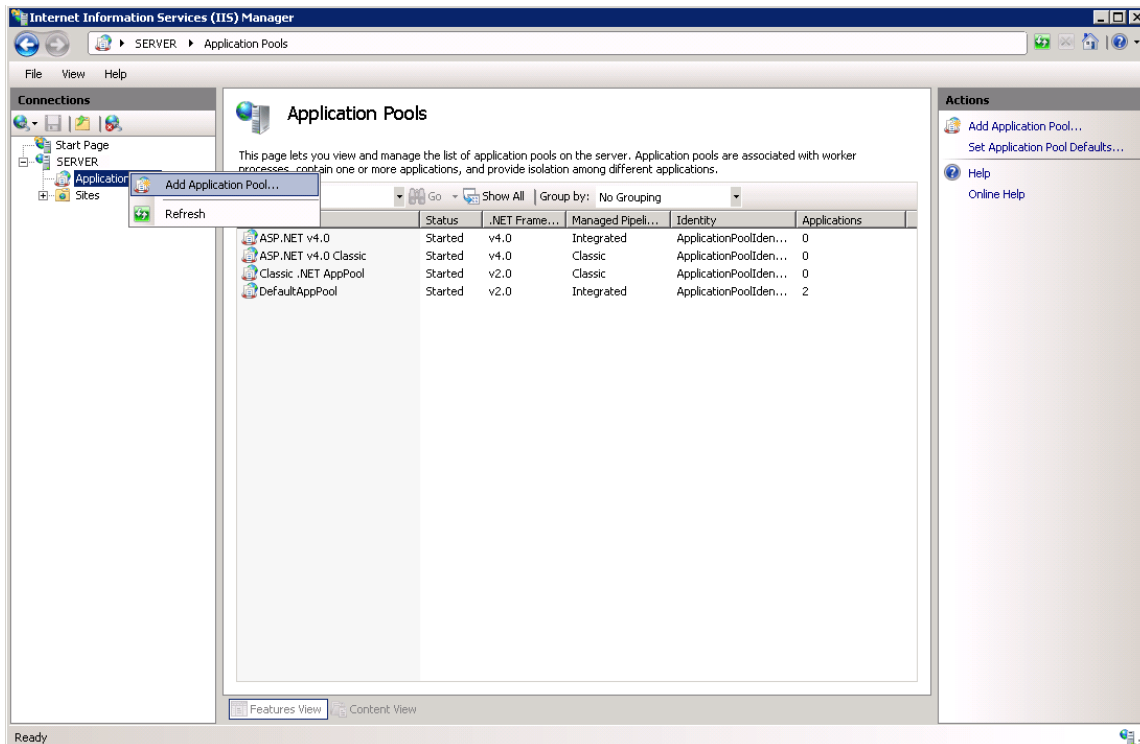 Internet Information Services (IIS) Manager
SERVER Application Pools
File View Help
Connections
Start Page
SERVER
Application
Sites
Add Application Pool...
Refresh
Application Pools
This page lets you view and manage the list of application pools on the server. Application pools are associated with worker
processes, contain one or more applications, and provide isolation among different applications.
Go Show All Group by: No Grouping
Status .NET Frame... Managed Pipeli... Identity Applications
ASP.NET v4.0 Started v4.0 Integrated ApplicationPoolIden... 0
ASP.NET v4.0 Classic Started v4.0 Classic ApplicationPoolIden... 0
Classic .NET AppPool Started v2.0 Classic ApplicationPoolIden... 0
DefaultAppPool Started v2.0 Integrated ApplicationPoolIden... 2
Features View Content View
Actions
Add Application Pool...
Set Application Pool Defaults...
Help
Online Help
Ready